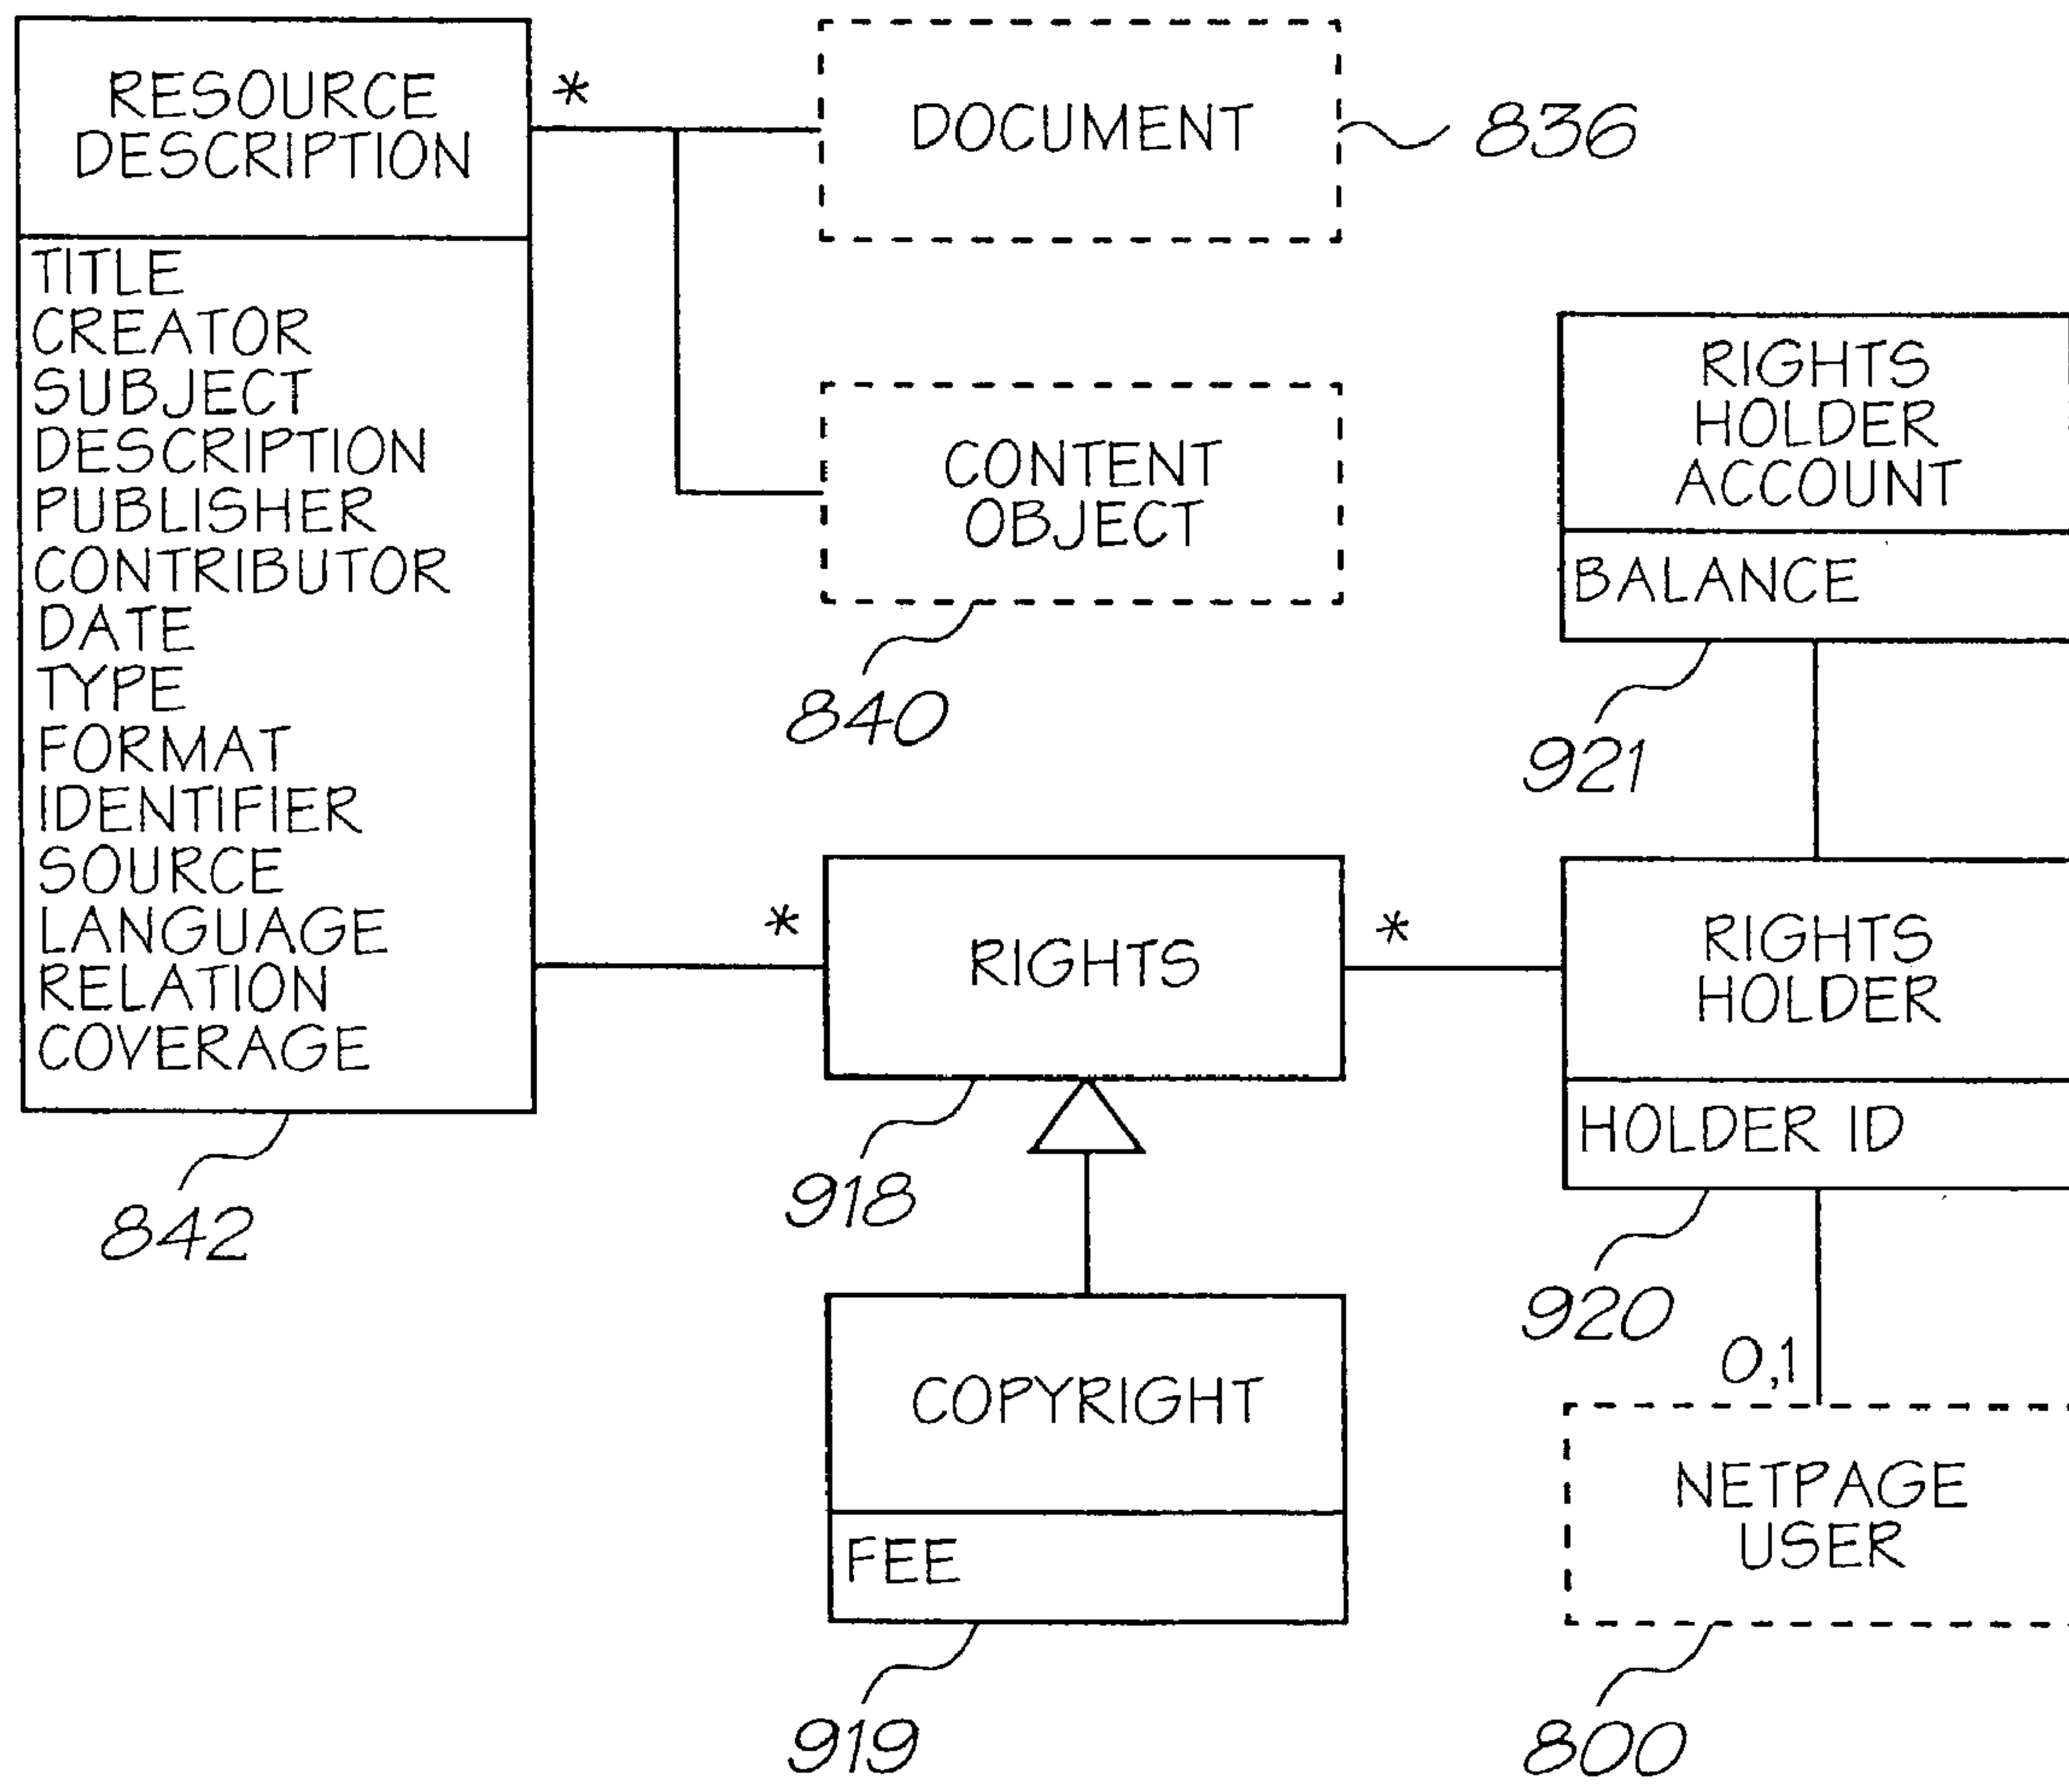 RESOURCE
DESCRIPTION
TITLE
CREATOR
SUBJECT
DESCRIPTION
PUBLISHER
CONTRIBUTOR
DATE
TYPE
FORMAT
IDENTIFIER
SOURCE
LANGUAGE
RELATION
COVERAGE
842
*
DOCUMENT
836
CONTENT
OBJECT
840
*
RIGHTS
*
918
COPYRIGHT
FEE
919
RIGHTS
HOLDER
ACCOUNT
BALANCE
921
RIGHTS
HOLDER
HOLDER ID
920
0,1
NETPAGE
USER
800